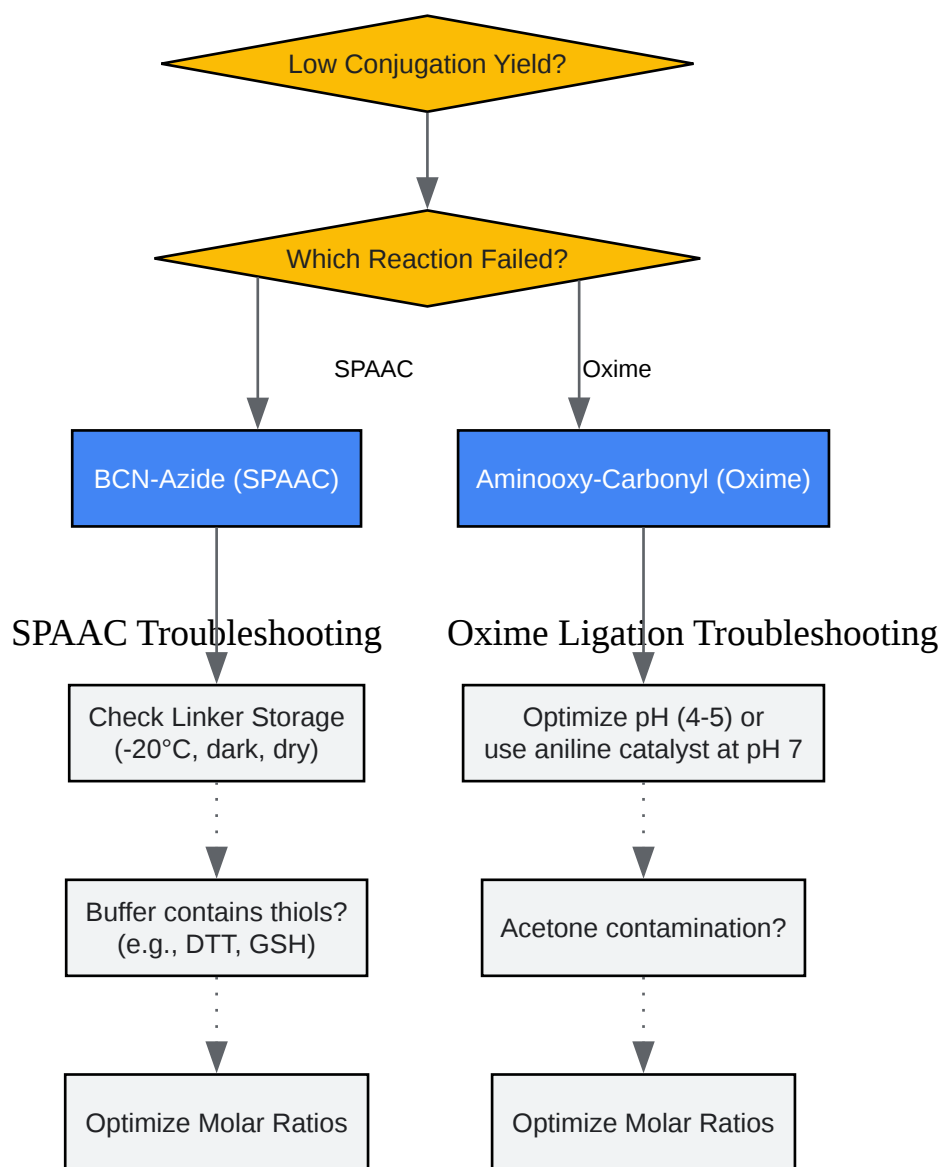 Low Conjugation Yield?
Which Reaction Failed?
SPAAC
Oxime
BCN-Azide (SPAAC)
Aminooxy-Carbonyl (Oxime)
SPAAC Troubleshooting
Oxime Ligation Troubleshooting
Check Linker Storage
(-20°C, dark, dry)
Optimize pH (4-5) or
use aniline catalyst at pH 7
Buffer contains thiols?
(e.g., DTT, GSH)
Acetone contamination?
Optimize Molar Ratios
Optimize Molar Ratios